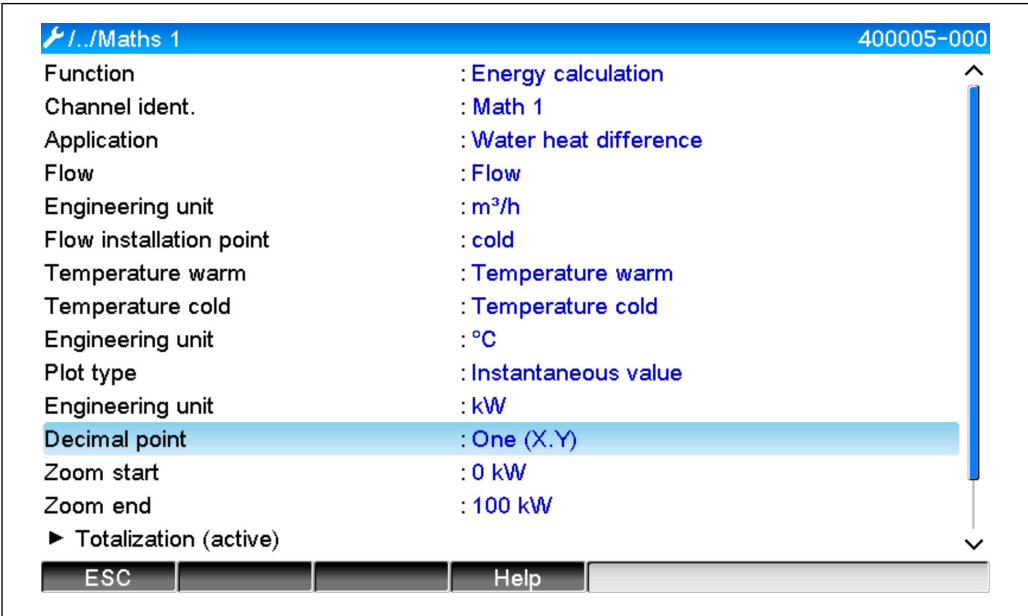 /../Maths 1 400005-000
Function : Energy calculation
Channel ident. : Math 1
Application : Water heat difference
Flow : Flow
Engineering unit : m³/h
Flow installation point : cold
Temperature warm : Temperature warm
Temperature cold : Temperature cold
Engineering unit : °C
Plot type : Instantaneous value
Engineering unit : kW
Decimal point : One (X.Y)
Zoom start : 0 kW
Zoom end : 100 kW
► Totalization (active)
ESC Help